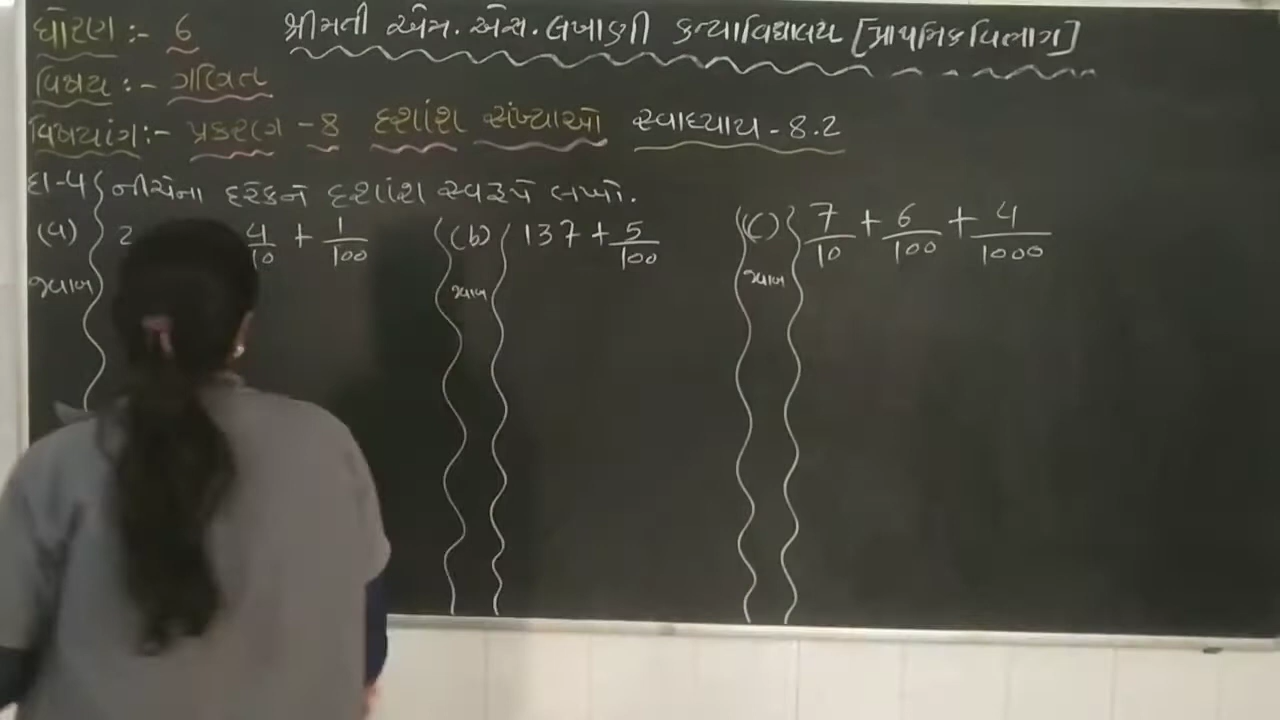 ધોરણ :- 6 શ્રીમતી એમ. એસ. લખાણી કન્યાવિદ્યાલય [પ્રાથમિક વિભાગ]
વિષય :- ગણિત
વિષયાંગ :- પ્રકરણ - 8 દશાંશ સંખ્યાઓ સ્વાધ્યાય - 8.2
દા-4 નીચેના દરેકને દશાંશ સ્વરૂપે લખો.
(a) 2 4/10 + 1/100 (b) 137 + 5/100 (c) 7/10 + 6/100 + 4/1000
જવાબ જવાબ જવાબ